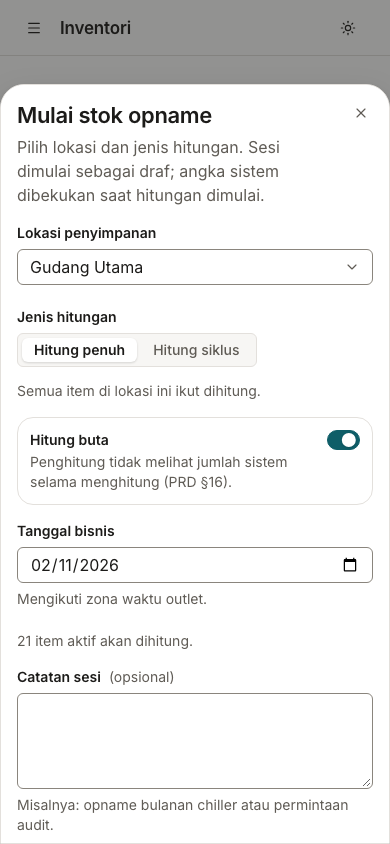 Inventori
Mulai stok opname
Pilih lokasi dan jenis hitungan. Sesi
dimulai sebagai draf; angka sistem
dibekukan saat hitungan dimulai.
Lokasi penyimpanan
Gudang Utama
Jenis hitungan
Hitung penuh
Hitung siklus
Semua item di lokasi ini ikut dihitung.
Hitung buta
Penghitung tidak melihat jumlah sistem
selama menghitung (PRD §16).
Tanggal bisnis
02/11/2026
Mengikuti zona waktu outlet.
21 item aktif akan dihitung.
Catatan sesi (opsional)
Misalnya: opname bulanan chiller atau permintaan
audit.